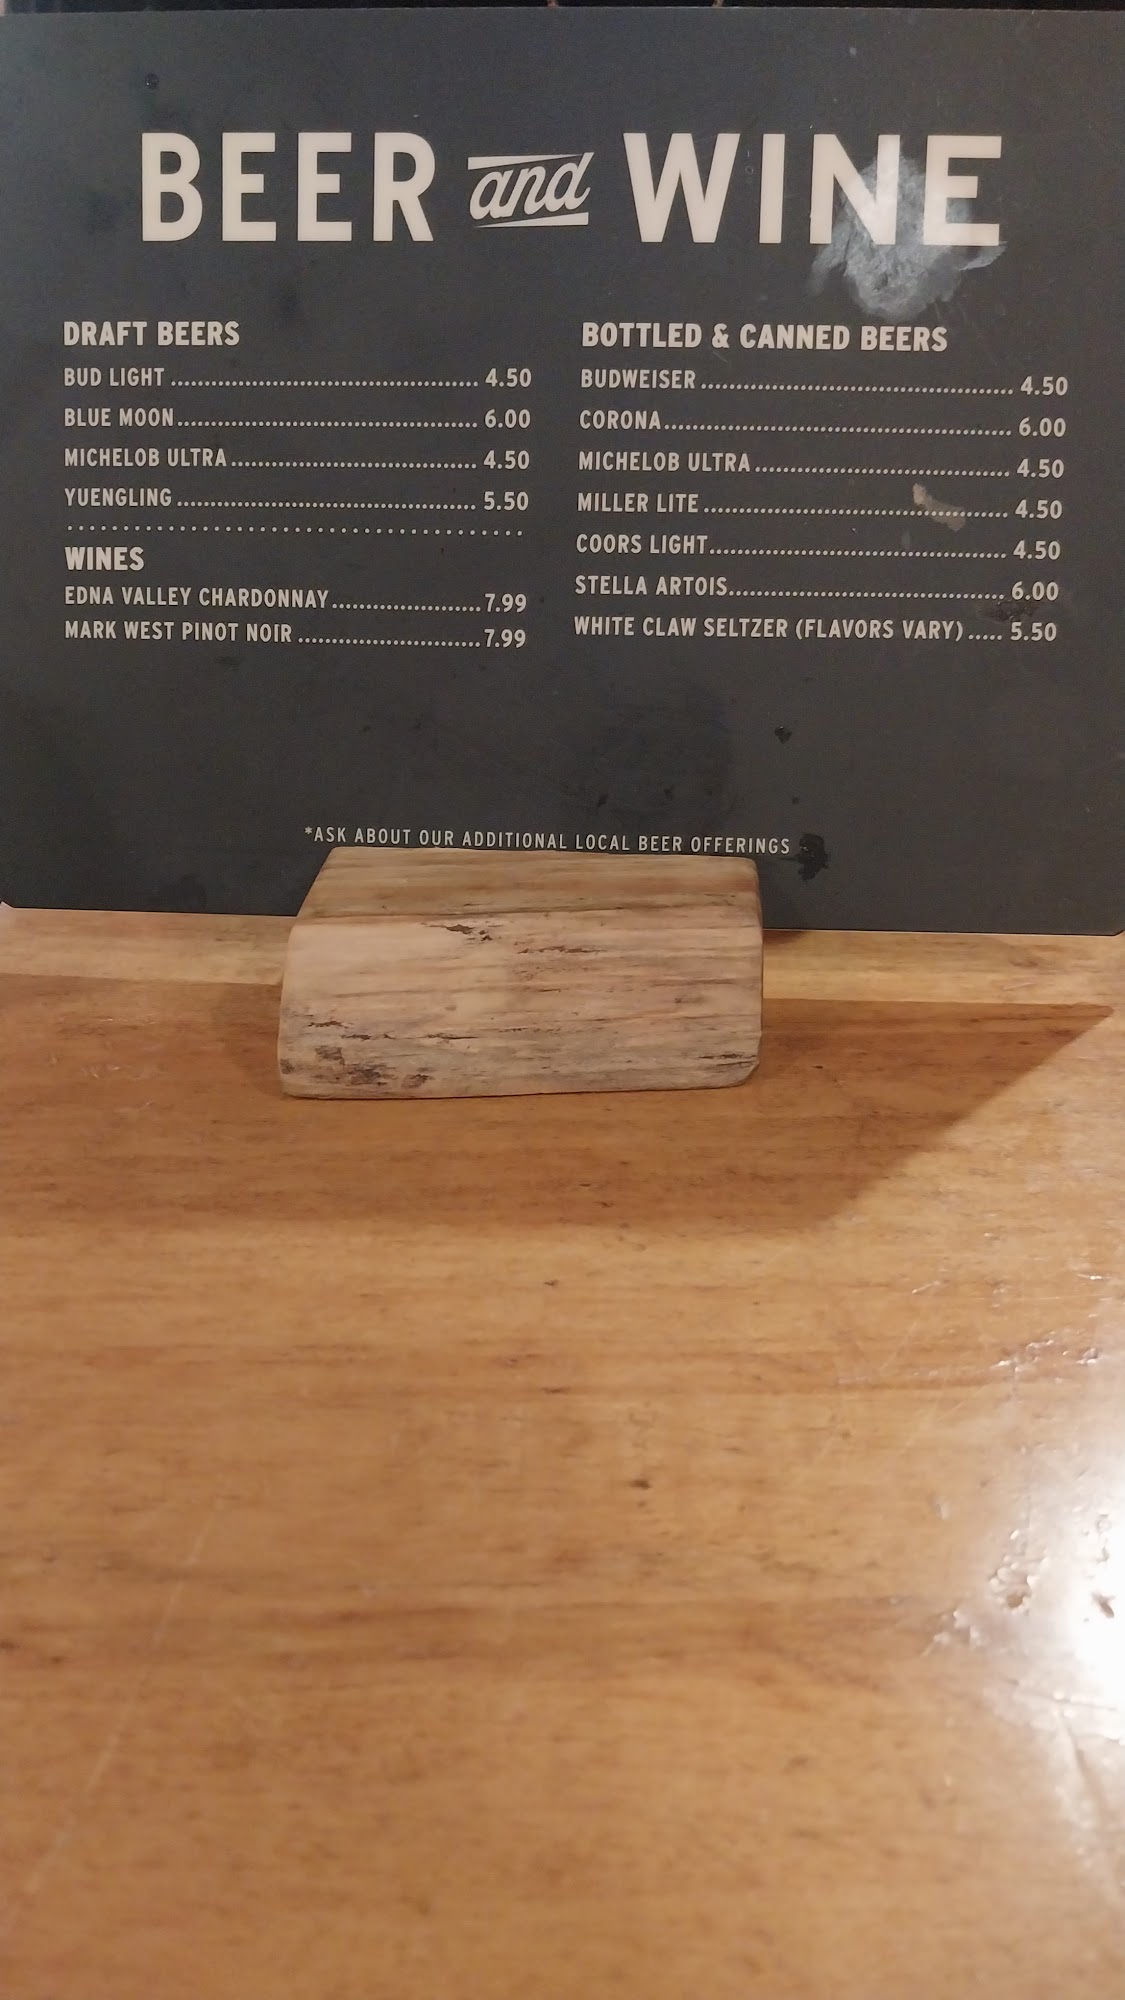 BEER and WINE
DRAFT BEERS
BUD LIGHT ............................................. 4.50
BLUE MOON ............................................. 6.00
MICHELOB ULTRA ..................................... 4.50
YUENGLING ............................................. 5.50
WINES
EDNA VALLEY CHARDONNAY ...................... 7.99
MARK WEST PINOT NOIR ........................... 7.99
BOTTLED & CANNED BEERS
BUDWEISER ............................................. 4.50
CORONA ................................................... 6.00
MICHELOB ULTRA ..................................... 4.50
MILLER LITE ............................................. 4.50
COORS LIGHT ............................................ 4.50
STELLA ARTOIS ......................................... 6.00
WHITE CLAW SELTZER (FLAVORS VARY) ..... 5.50
*ASK ABOUT OUR ADDITIONAL LOCAL BEER OFFERINGS